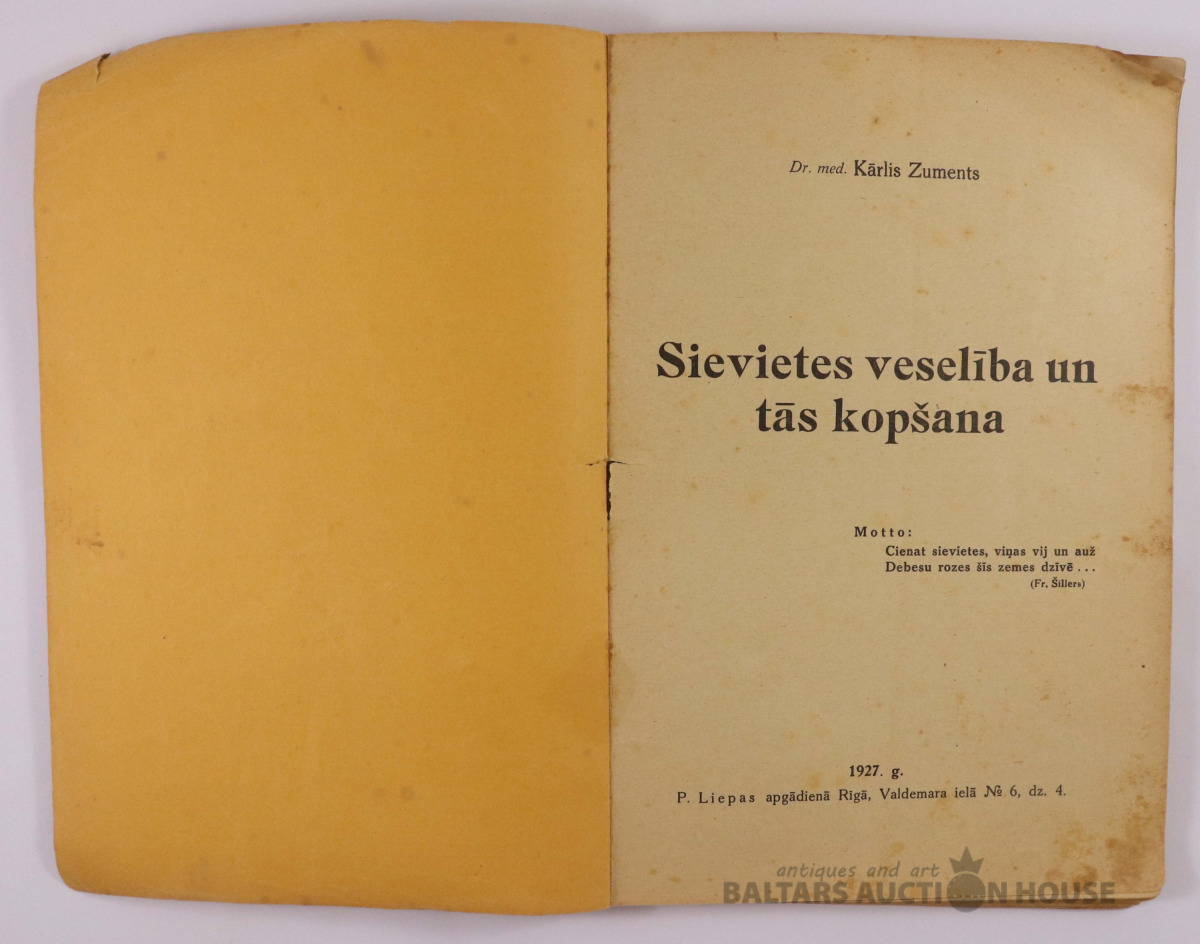 Dr. med. Kārlis Zuments
Sievietes veselība un
tās kopšana
Motto:
Cienat sievietes, viņas vij un auž
Debesu rozes šīs zemes dzīvē...
(Fr. Šillers)
1927. g.
P. Liepas apgādienā Rīgā, Valdemara ielā № 6, dz. 4.
antiques and art
BALTARS AUCTION HOUSE